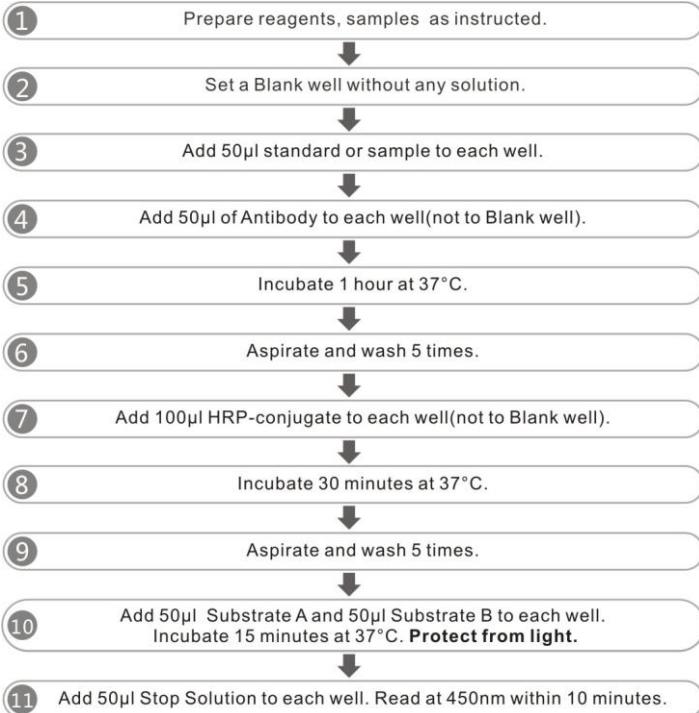 1 Prepare reagents, samples as instructed.
2 Set a Blank well without any solution.
3 Add 50μl standard or sample to each well.
4 Add 50μl of Antibody to each well(not to Blank well).
5 Incubate 1 hour at 37°C.
6 Aspirate and wash 5 times.
7 Add 100μl HRP-conjugate to each well(not to Blank well).
8 Incubate 30 minutes at 37°C.
9 Aspirate and wash 5 times.
10 Add 50μl Substrate A and 50μl Substrate B to each well.
Incubate 15 minutes at 37°C. Protect from light.
11 Add 50μl Stop Solution to each well. Read at 450nm within 10 minutes.